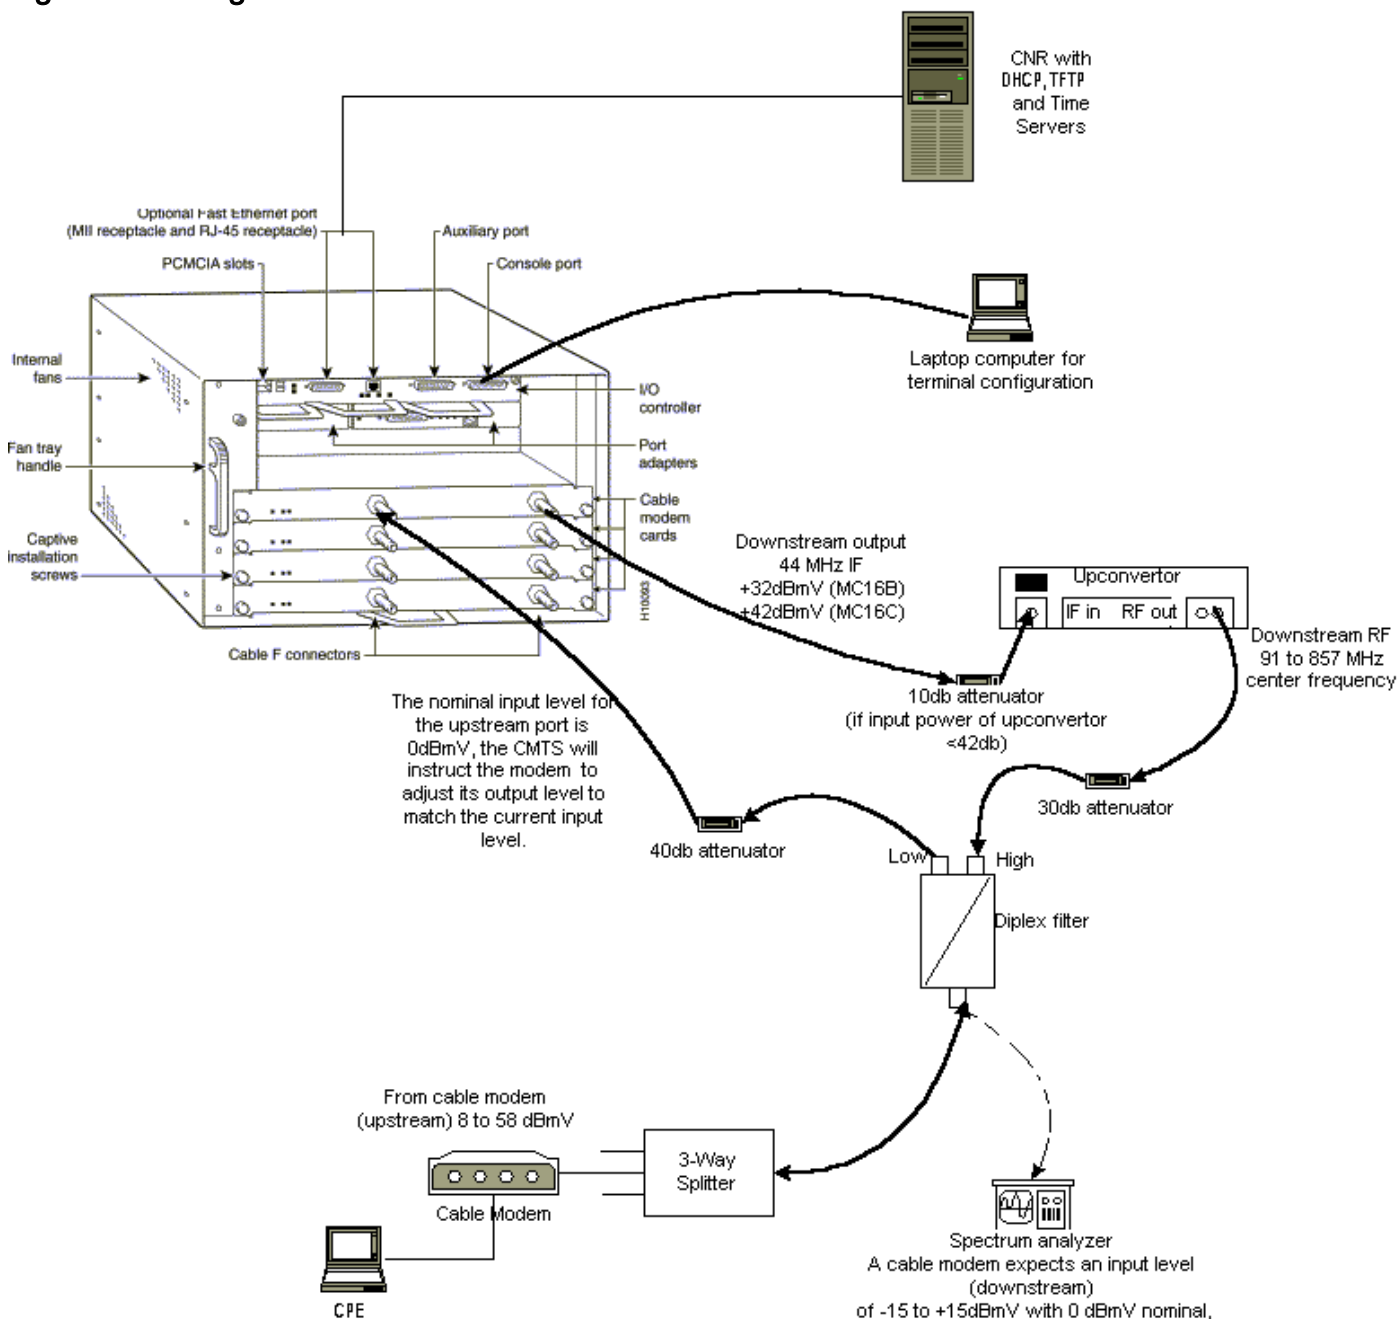 CNR with
DHCP, TFTP
and Time
Servers
Optional Fast Ethernet port
(MII receptacle and RJ-45 receptacle)
Auxiliary port
PCMCIA slots
Console port
Internal
fans
Laptop computer for
terminal configuration
I/O
controller
Fan tray
handle
Port
adapters
Cable
modem
cards
Captive
installation
screws
H10093
Cable F connectors
Downstream output
44 MHz IF
+32dBmV (MC16B)
+42dBmV (MC16C)
Upconvertor
IF in RF out
Downstream RF
91 to 857 MHz
center frequency
10db attenuator
(if input power of upconvertor
<42db)
The nominal input level for
the upstream port is
0dBmV, the CMTS will
instruct the modem to
adjust its output level to
match the current input
level.
30db attenuator
40db attenuator
Low
High
Diplex filter
From cable modem
(upstream) 8 to 58 dBmV
3-Way
Splitter
Cable Modem
CPE
Spectrum analyzer
A cable modem expects an input level
(downstream)
of -15 to +15dBmV with 0 dBmV nominal,